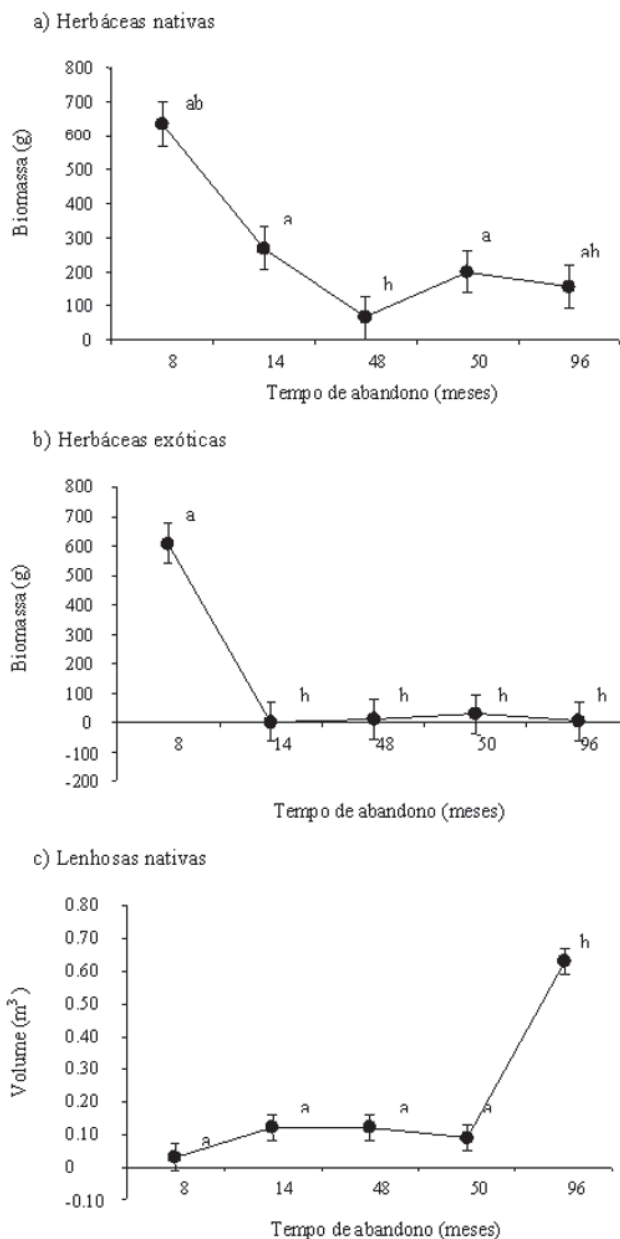 a) Herbáceas nativas
800
700
600
500
400
300
200
100
0
Biomassa (g)
ab
a
h
a
ah
8 14 48 50 96
Tempo de abandono (meses)
b) Herbáceas exóticas
800
700
600
500
400
300
200
100
0
-100
-200
Biomassa (g)
a
h
h
h
h
8 14 48 50 96
Tempo de abandono (meses)
c) Lenhosas nativas
0.80
0.70
0.60
0.50
0.40
0.30
0.20
0.10
0
-0.10
Volume (m³)
a
a
a
a
h
8 14 48 50 96
Tempo de abandono (meses)